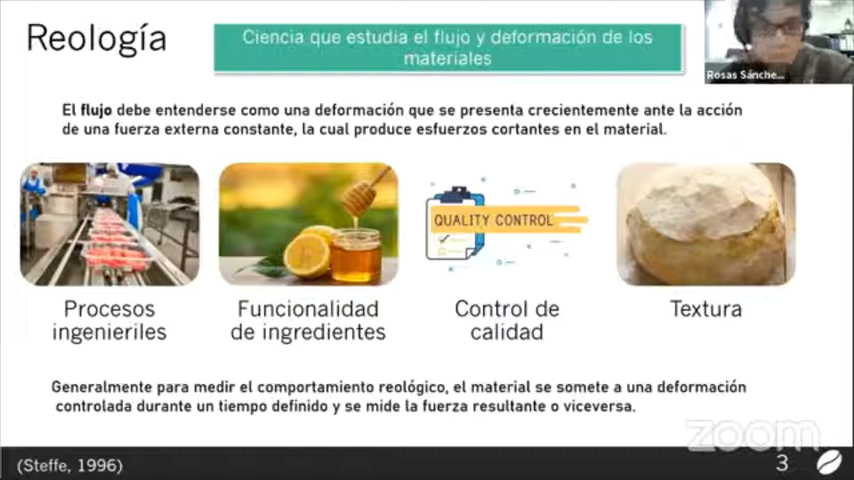 Reología
Ciencia que estudia el flujo y deformación de los
materiales
Rosas Sánche...
El flujo debe entenderse como una deformación que se presenta crecientemente ante la acción
de una fuerza externa constante, la cual produce esfuerzos cortantes en el material.
QUALITY CONTROL
Procesos
ingenieriles
Funcionalidad
de ingredientes
Control de
calidad
Textura
Generalmente para medir el comportamiento reológico, el material se somete a una deformación
controlada durante un tiempo definido y se mide la fuerza resultante o viceversa.
zoom
(Steffe, 1996)
3